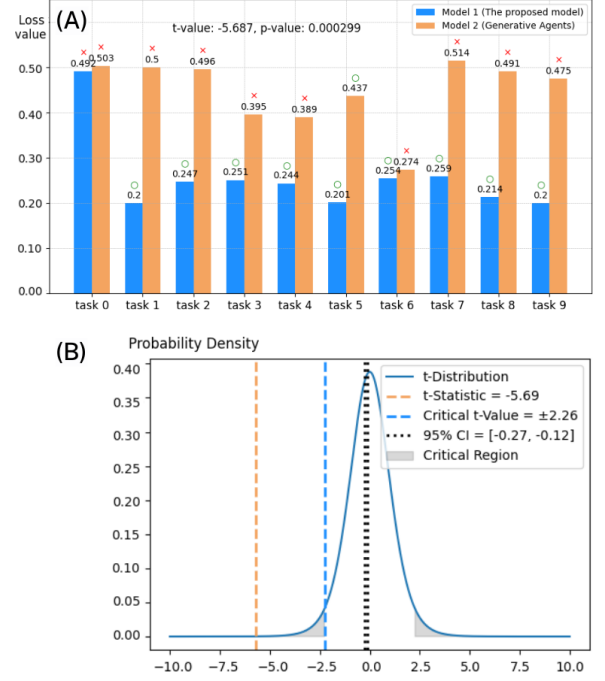 (A)
Loss
value
Model 1 (The proposed model)
Model 2 (Generative Agents)
t-value: -5.687, p-value: 0.000299
0.50
0.40
0.30
0.20
0.10
0.00
0.492
0.503
0.2
0.5
0.247
0.496
0.251
0.395
0.244
0.389
0.201
0.437
0.254
0.274
0.259
0.514
0.214
0.491
0.2
0.475
task 0 task 1 task 2 task 3 task 4 task 5 task 6 task 7 task 8 task 9
(B)
Probability Density
0.40
0.35
0.30
0.25
0.20
0.15
0.10
0.05
0.00
t-Distribution
t-Statistic = -5.69
Critical t-Value = ±2.26
95% CI = [-0.27, -0.12]
Critical Region
−10.0 −7.5 −5.0 −2.5 0.0 2.5 5.0 7.5 10.0